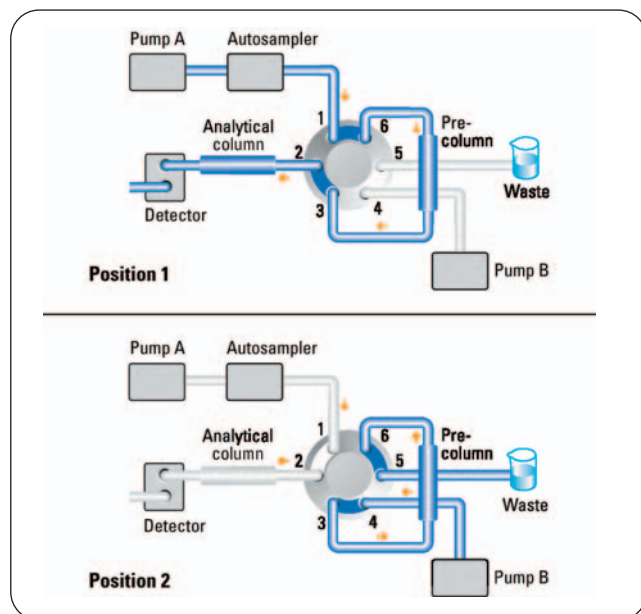 Pump A Autosampler
1
6
Pre-
column
Analytical
column
2
5
3
4
Waste
Detector
Position 1
Pump B
Pump A Autosampler
1
6
Pre-
column
Analytical
column
2
5
3
4
Waste
Detector
Position 2
Pump B